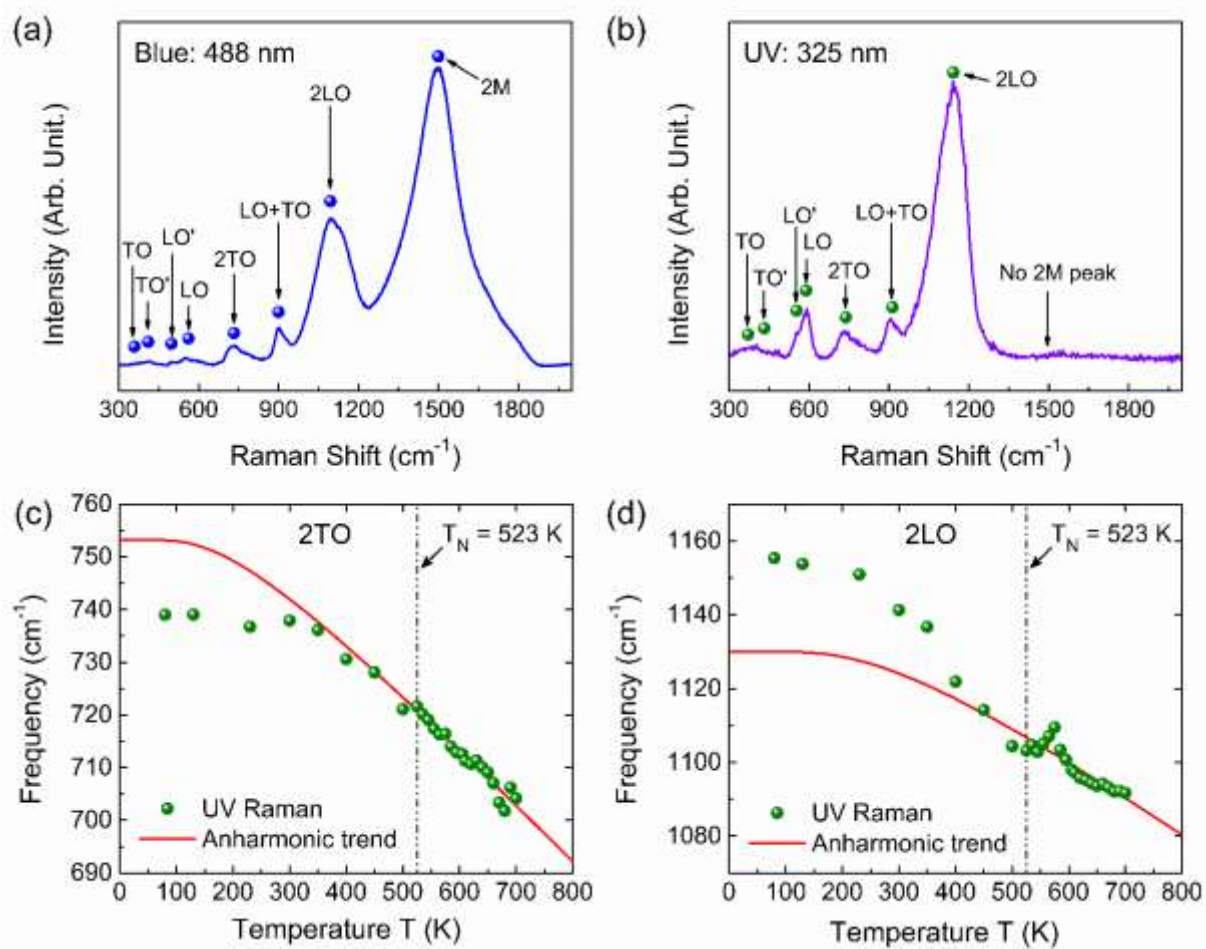 (a)
Blue: 488 nm
2M
2LO
LO+TO
2TO
LO
LO'
TO'
TO
Intensity (Arb. Unit.)
300 600 900 1200 1500 1800
Raman Shift (cm⁻¹)
(b)
UV: 325 nm
2LO
LO+TO
2TO
LO'
LO
TO
TO'
No 2M peak
Intensity (Arb. Unit.)
300 600 900 1200 1500 1800
Raman Shift (cm⁻¹)
(c)
2TO
T_N = 523 K
760
750
740
730
720
710
700
690
Frequency (cm⁻¹)
UV Raman
Anharmonic trend
0 100 200 300 400 500 600 700 800
Temperature T (K)
(d)
2LO
T_N = 523 K
1160
1140
1120
1100
1080
Frequency (cm⁻¹)
UV Raman
Anharmonic trend
0 100 200 300 400 500 600 700 800
Temperature T (K)